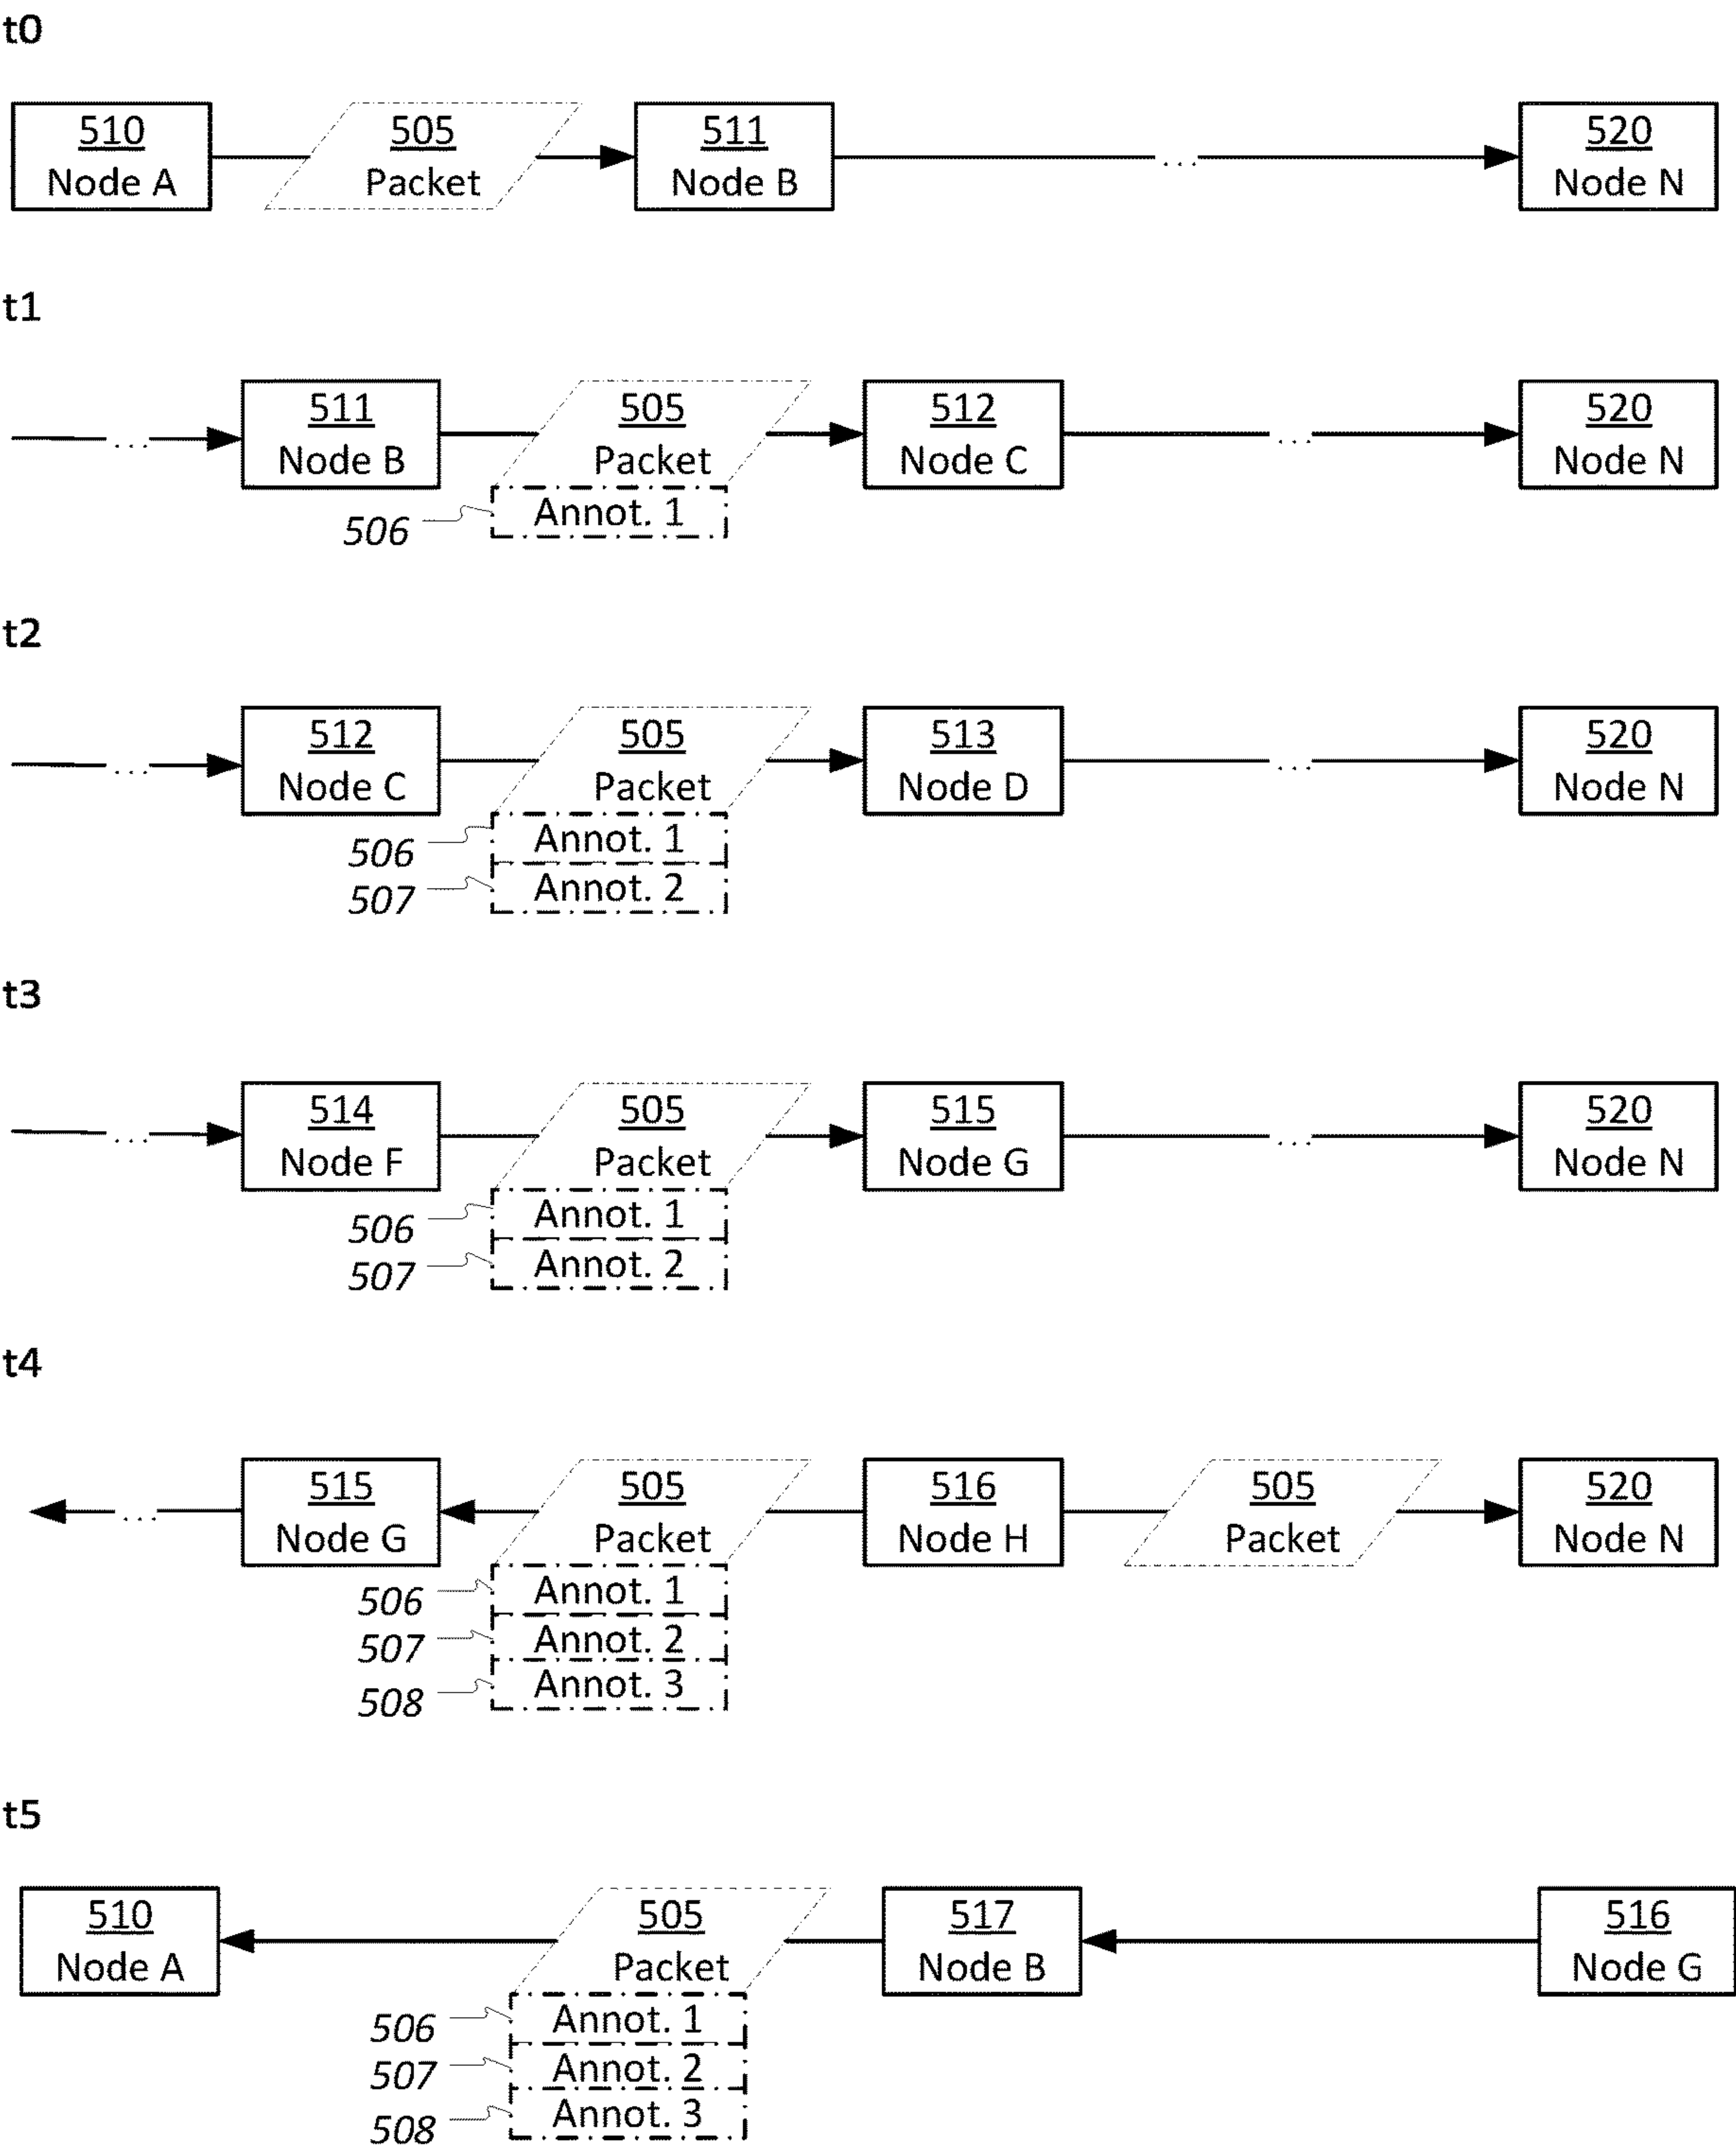 t0
510 505 511 520
Node A Packet Node B ... Node N
t1
511 505 512 520
... Node B Packet Node C ... Node N
506 Annot. 1
t2
512 505 513 520
... Node C Packet Node D ... Node N
506 Annot. 1
507 Annot. 2
t3
514 505 515 520
... Node F Packet Node G ... Node N
506 Annot. 1
507 Annot. 2
t4
515 505 516 505 520
... Node G Packet Node H Packet Node N
506 Annot. 1
507 Annot. 2
508 Annot. 3
t5
510 505 517 516
Node A Packet Node B Node G
506 Annot. 1
507 Annot. 2
508 Annot. 3